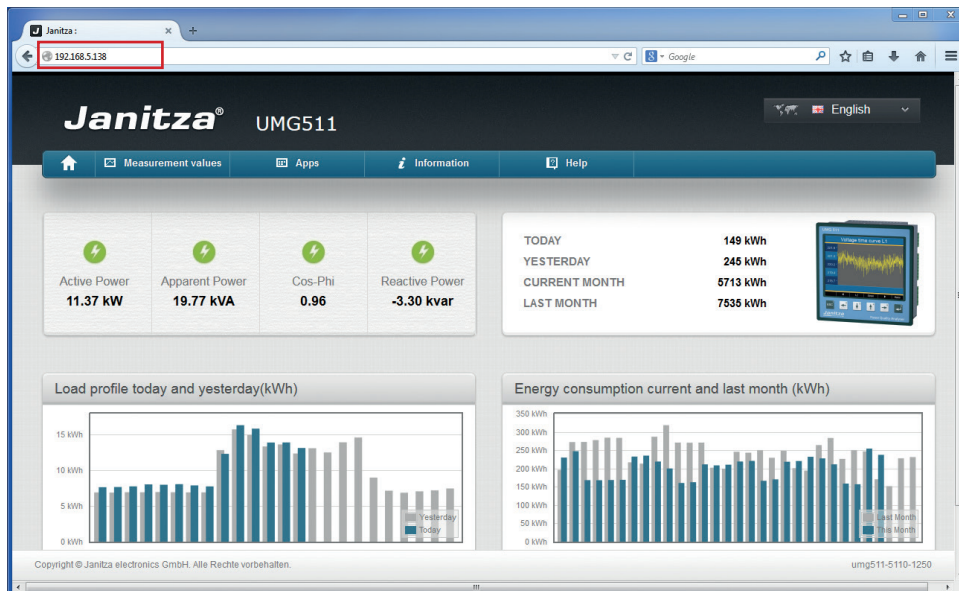 Janitza :
192.168.5.138
Google
Janitza®
UMG511
English
Measurement values
Apps
Information
Help
Active Power
11.37 kW
Apparent Power
19.77 kVA
Cos-Phi
0.96
Reactive Power
-3.30 kvar
TODAY 149 kWh
YESTERDAY 245 kWh
CURRENT MONTH 5713 kWh
LAST MONTH 7535 kWh
Voltage time curve L1
Load profile today and yesterday(kWh)
15 kWh
10 kWh
5 kWh
0 kWh
Yesterday
Today
Energy consumption current and last month (kWh)
350 kWh
300 kWh
250 kWh
200 kWh
150 kWh
100 kWh
50 kWh
0 kWh
Last Month
This Month
Copyright © Janitza electronics GmbH. Alle Rechte vorbehalten.
umg511-5110-1250